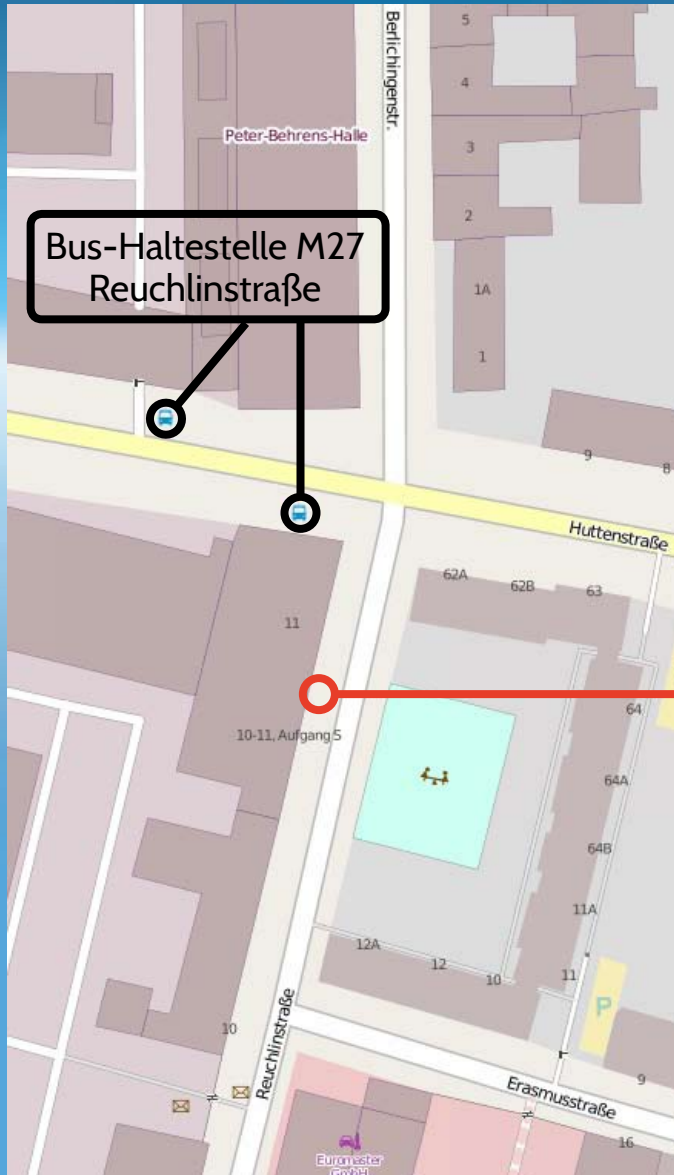 5
Berlichingenstr.
4
Peter-Behrens-Halle
3
2
Bus-Haltestelle M27
Reuchlinstraße
1A
1
9
8
Huttenstraße
62A
62B
63
11
64
10-11, Aufgang 5
64A
64B
11A
12A
12
10
11
P
10
Reuchlinstraße
9
Erasmusstraße
16
Euromaster
GmbH